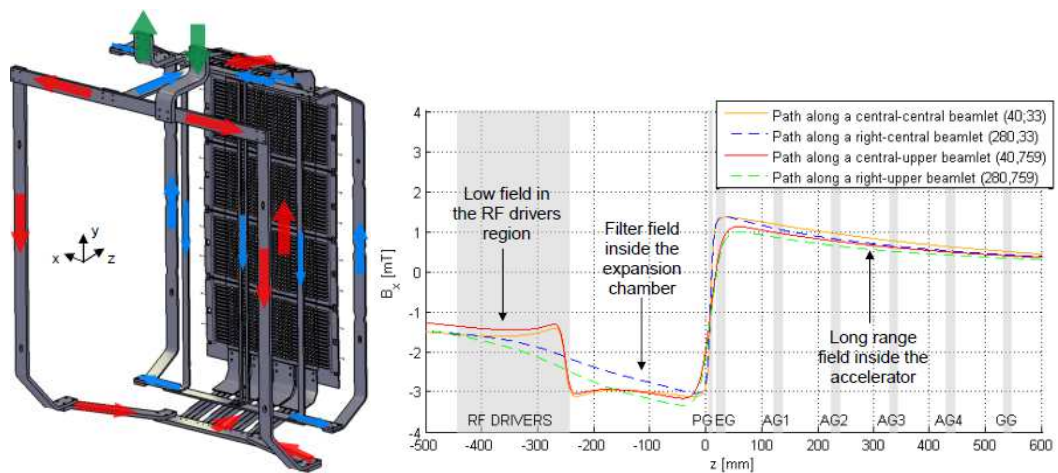 y
x
z
Path along a central-central beamlet (40;33)
Path along a right-central beamlet (280,33)
Path along a central-upper beamlet (40,759)
Path along a right-upper beamlet (280,759)
4
3
2
1
0
-1
-2
-3
-4
B_x [mT]
Low field in
the RF drivers
region
Filter field
inside the
expansion
chamber
Long range
field inside the
accelerator
RF DRIVERS
PG
EG
AG1
AG2
AG3
AG4
GG
-500 -400 -300 -200 -100 0 100 200 300 400 500 600
z [mm]